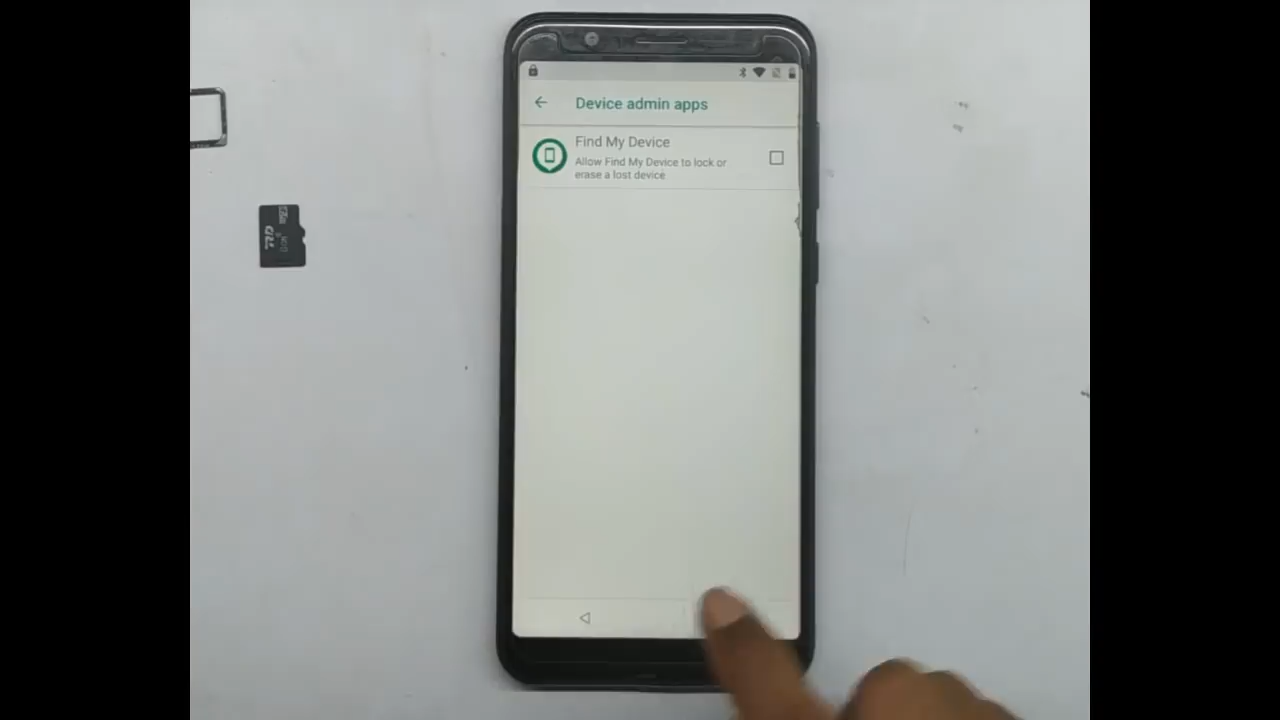 Device admin apps
Find My Device
Allow Find My Device to lock or
erase a lost device